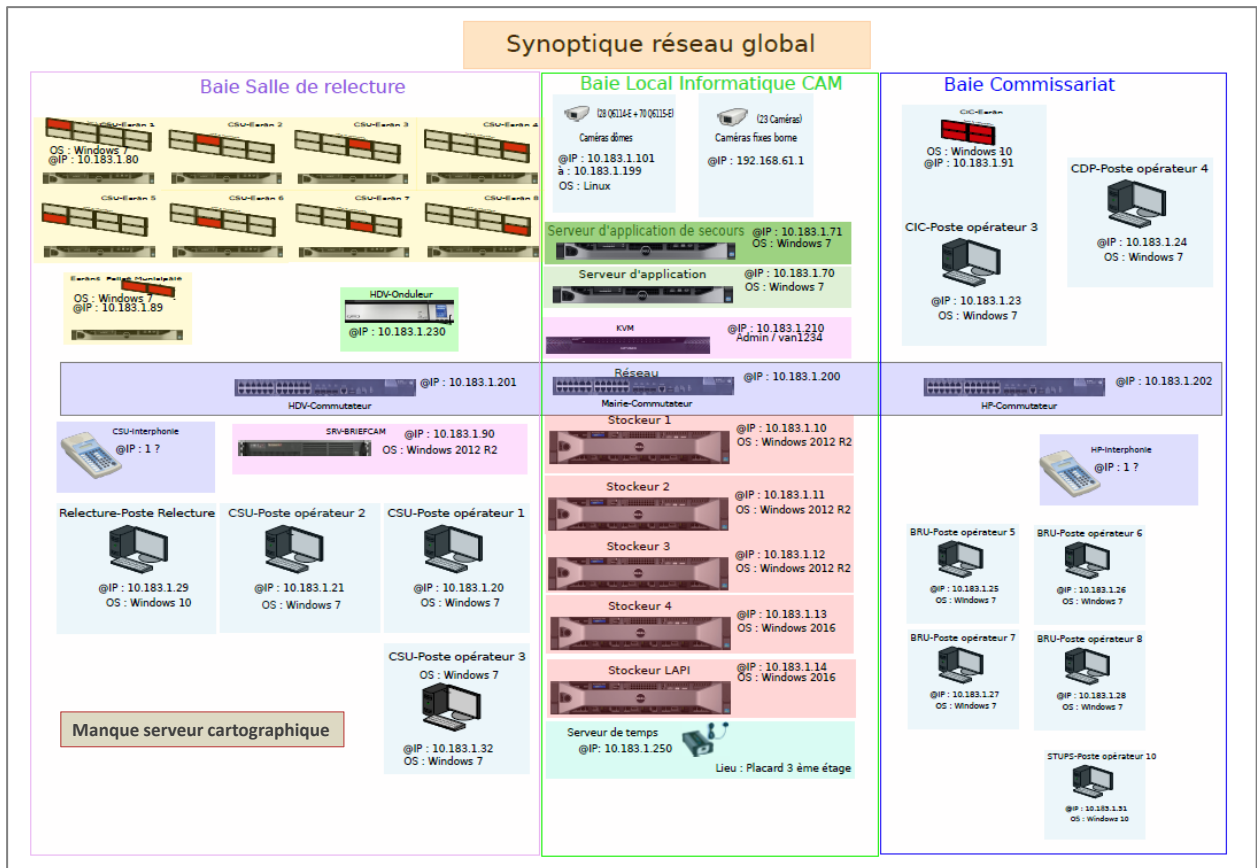 Synoptique réseau global
Baie Salle de relecture
CSU-Ecran 1
OS : Windows 7
@IP : 10.183.1.80
CSU-Ecran 2
CSU-Ecran 3
CSU-Ecran 4
CSU-Ecran 5
CSU-Ecran 6
CSU-Ecran 7
CSU-Ecran 8
OS : Windows 7
@IP : 10.183.1.89
HDV-Onduleur
@IP : 10.183.1.230
@IP : 10.183.1.201
HDV-Commutateur
CSU-Interphonie
@IP : 1 ?
SRV-BRIEFCAM
@IP : 10.183.1.90
OS : Windows 2012 R2
Relecture-Poste Relecture
@IP : 10.183.1.29
OS : Windows 10
CSU-Poste opérateur 2
@IP : 10.183.1.21
OS : Windows 7
CSU-Poste opérateur 1
@IP : 10.183.1.20
OS : Windows 7
CSU-Poste opérateur 3
OS : Windows 7
@IP : 10.183.1.32
OS : Windows 7
Manque serveur cartographique
Baie Local Informatique CAM
(28 Q6114-E + 70 Q6115-E)
Caméras dômes
@IP : 10.183.1.101
à : 10.183.1.199
OS : Linux
(23 Caméras)
Caméras fixes borne
@IP : 192.168.61.1
Serveur d'application de secours
@IP : 10.183.1.71
OS : Windows 7
Serveur d'application
@IP : 10.183.1.70
OS : Windows 7
KVM
@IP : 10.183.1.210
Admin / van1234
Réseau
@IP : 10.183.1.200
Mairie-Commutateur
Stockeur 1
@IP : 10.183.1.10
OS : Windows 2012 R2
Stockeur 2
@IP : 10.183.1.11
OS : Windows 2012 R2
Stockeur 3
@IP : 10.183.1.12
OS : Windows 2012 R2
Stockeur 4
@IP : 10.183.1.13
OS : Windows 2016
Stockeur LAPI
@IP : 10.183.1.14
OS : Windows 2016
Serveur de temps
@IP: 10.183.1.250
Lieu : Placard 3 ème étage
Baie Commissariat
CIC-Ecran
OS : Windows 10
@IP : 10.183.1.91
CIC-Poste opérateur 3
@IP : 10.183.1.23
OS : Windows 7
CDP-Poste opérateur 4
@IP : 10.183.1.24
OS : Windows 7
@IP : 10.183.1.202
HP-Commutateur
HP-Interphonie
@IP : 1 ?
BRU-Poste opérateur 5
@IP : 10.183.1.25
OS : Windows 7
BRU-Poste opérateur 6
@IP : 10.183.1.26
OS : Windows 7
BRU-Poste opérateur 7
@IP : 10.183.1.27
OS : Windows 7
BRU-Poste opérateur 8
@IP : 10.183.1.28
OS : Windows 7
STUPS-Poste opérateur 10
@IP : 10.183.1.31
OS : Windows 10